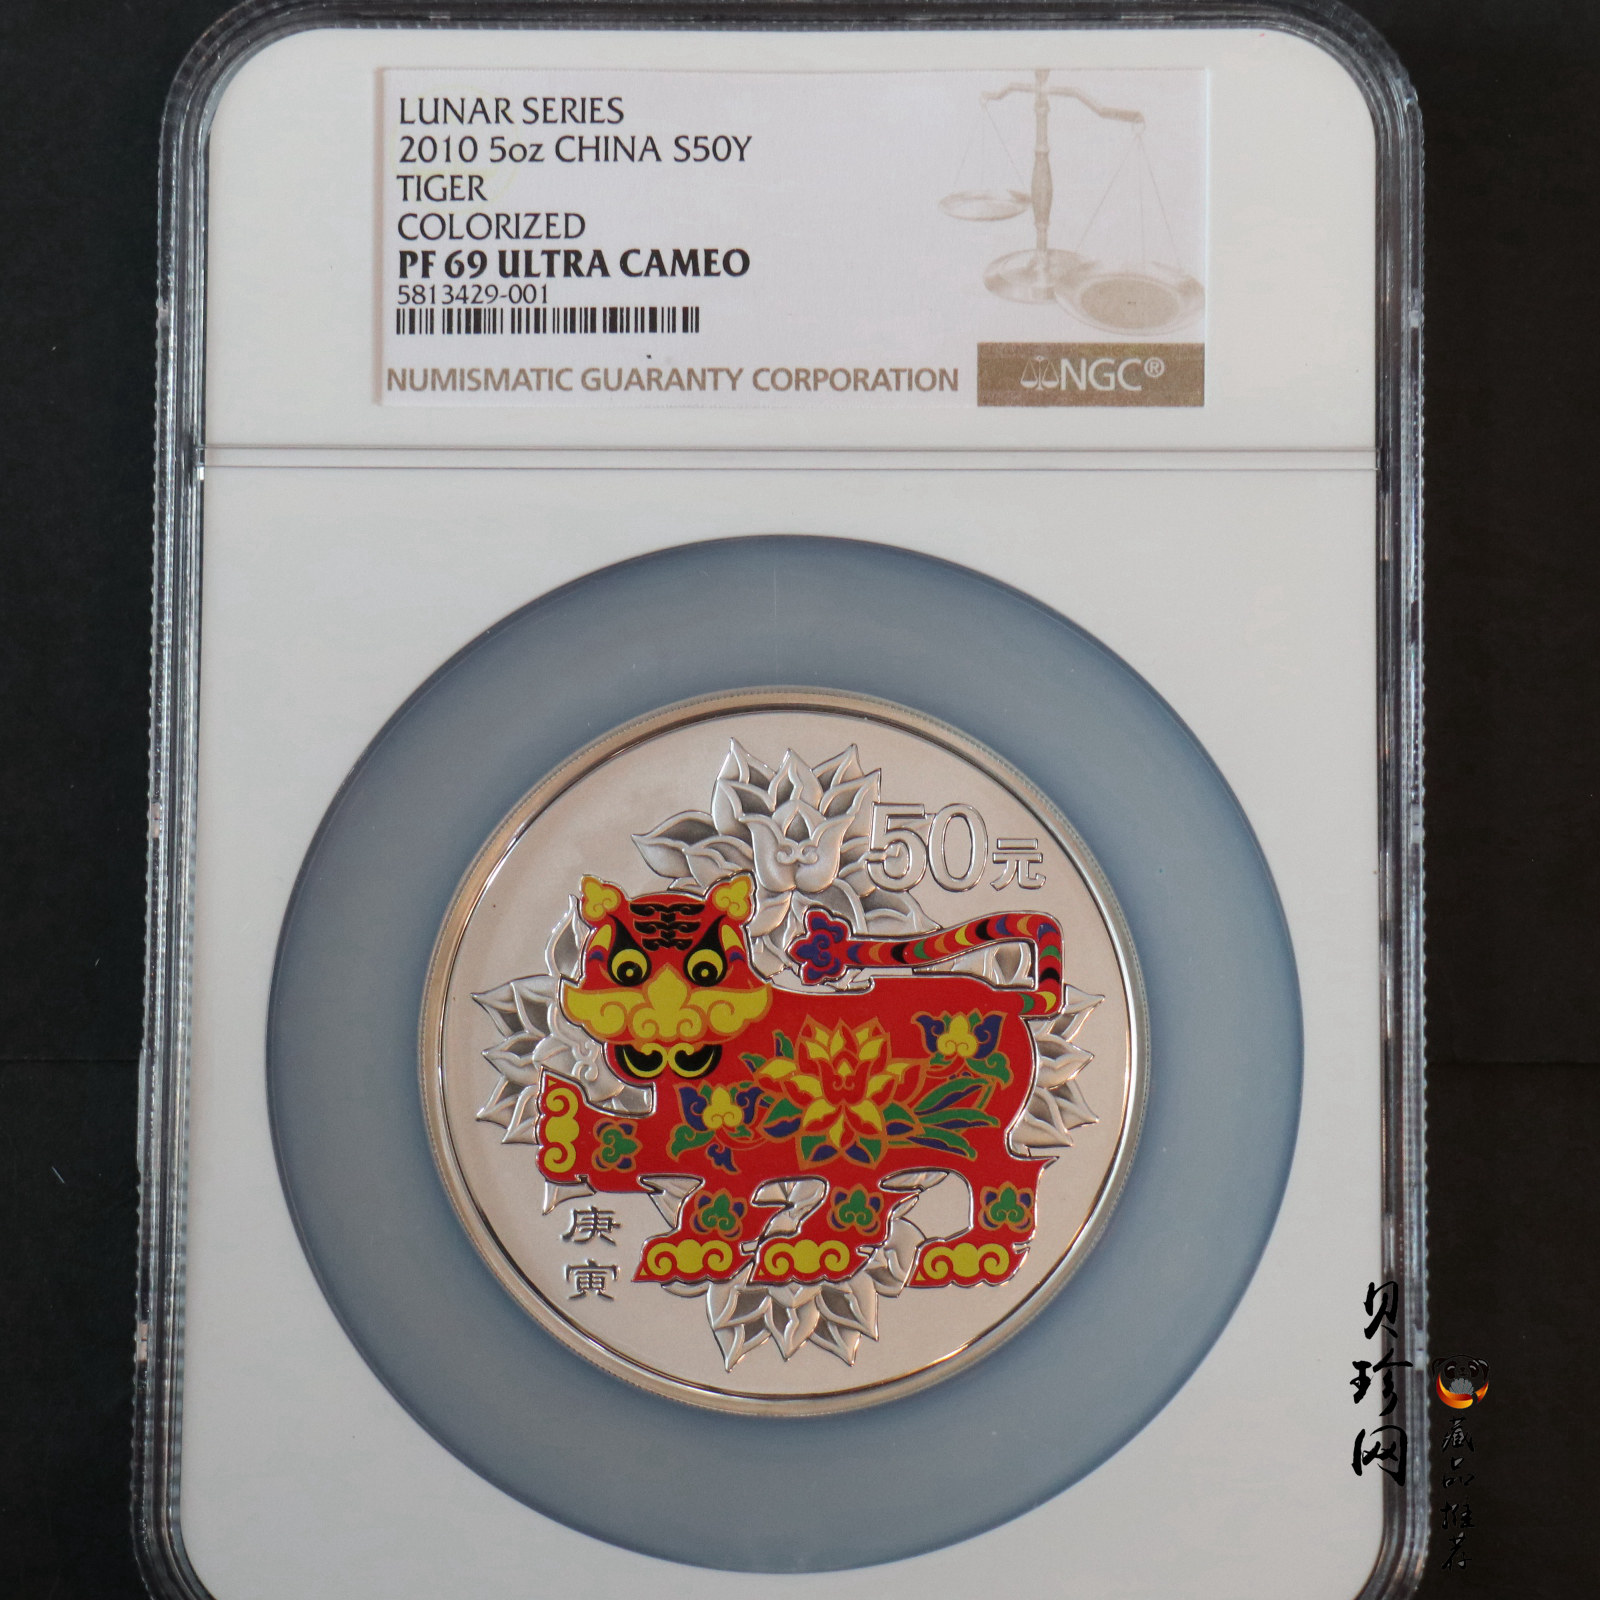 LUNAR SERIES
2010 5oz CHINA S50Y
TIGER
COLORIZED
PF 69 ULTRA CAMEO
5813429-001
NUMISMATIC GUARANTY CORPORATION
NGC®
50元
庚寅
贝珍网
藏品推荐